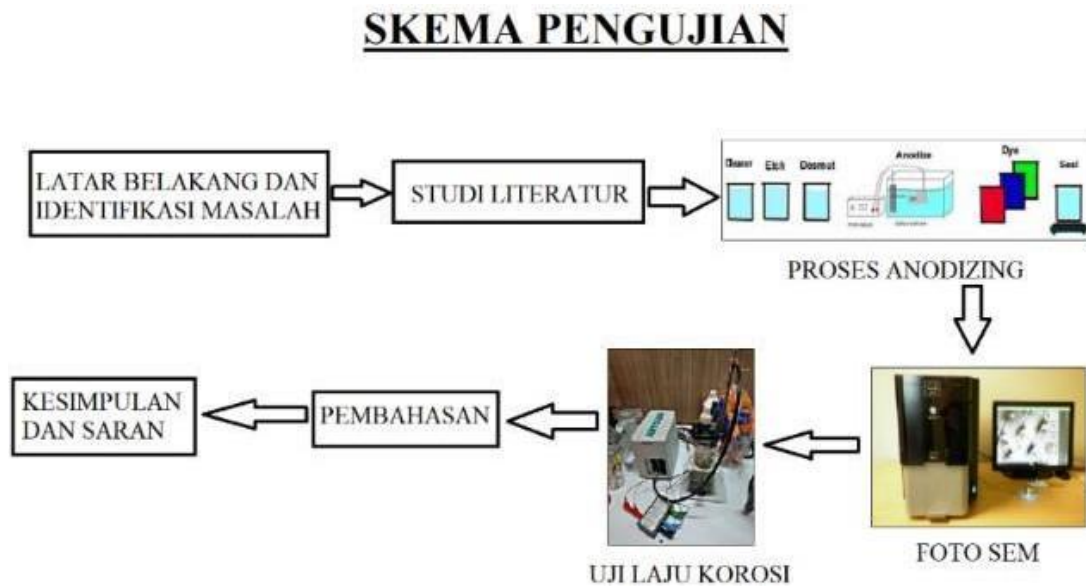 SKEMA PENGUJIAN
LATAR BELAKANG DAN
IDENTIFIKASI MASALAH
STUDI LITERATUR
Etch
Desmut
Anodize
Dye
Seal
PROSES ANODIZING
FOTO SEM
UJI LAJU KOROSI
PEMBAHASAN
KESIMPULAN
DAN SARAN